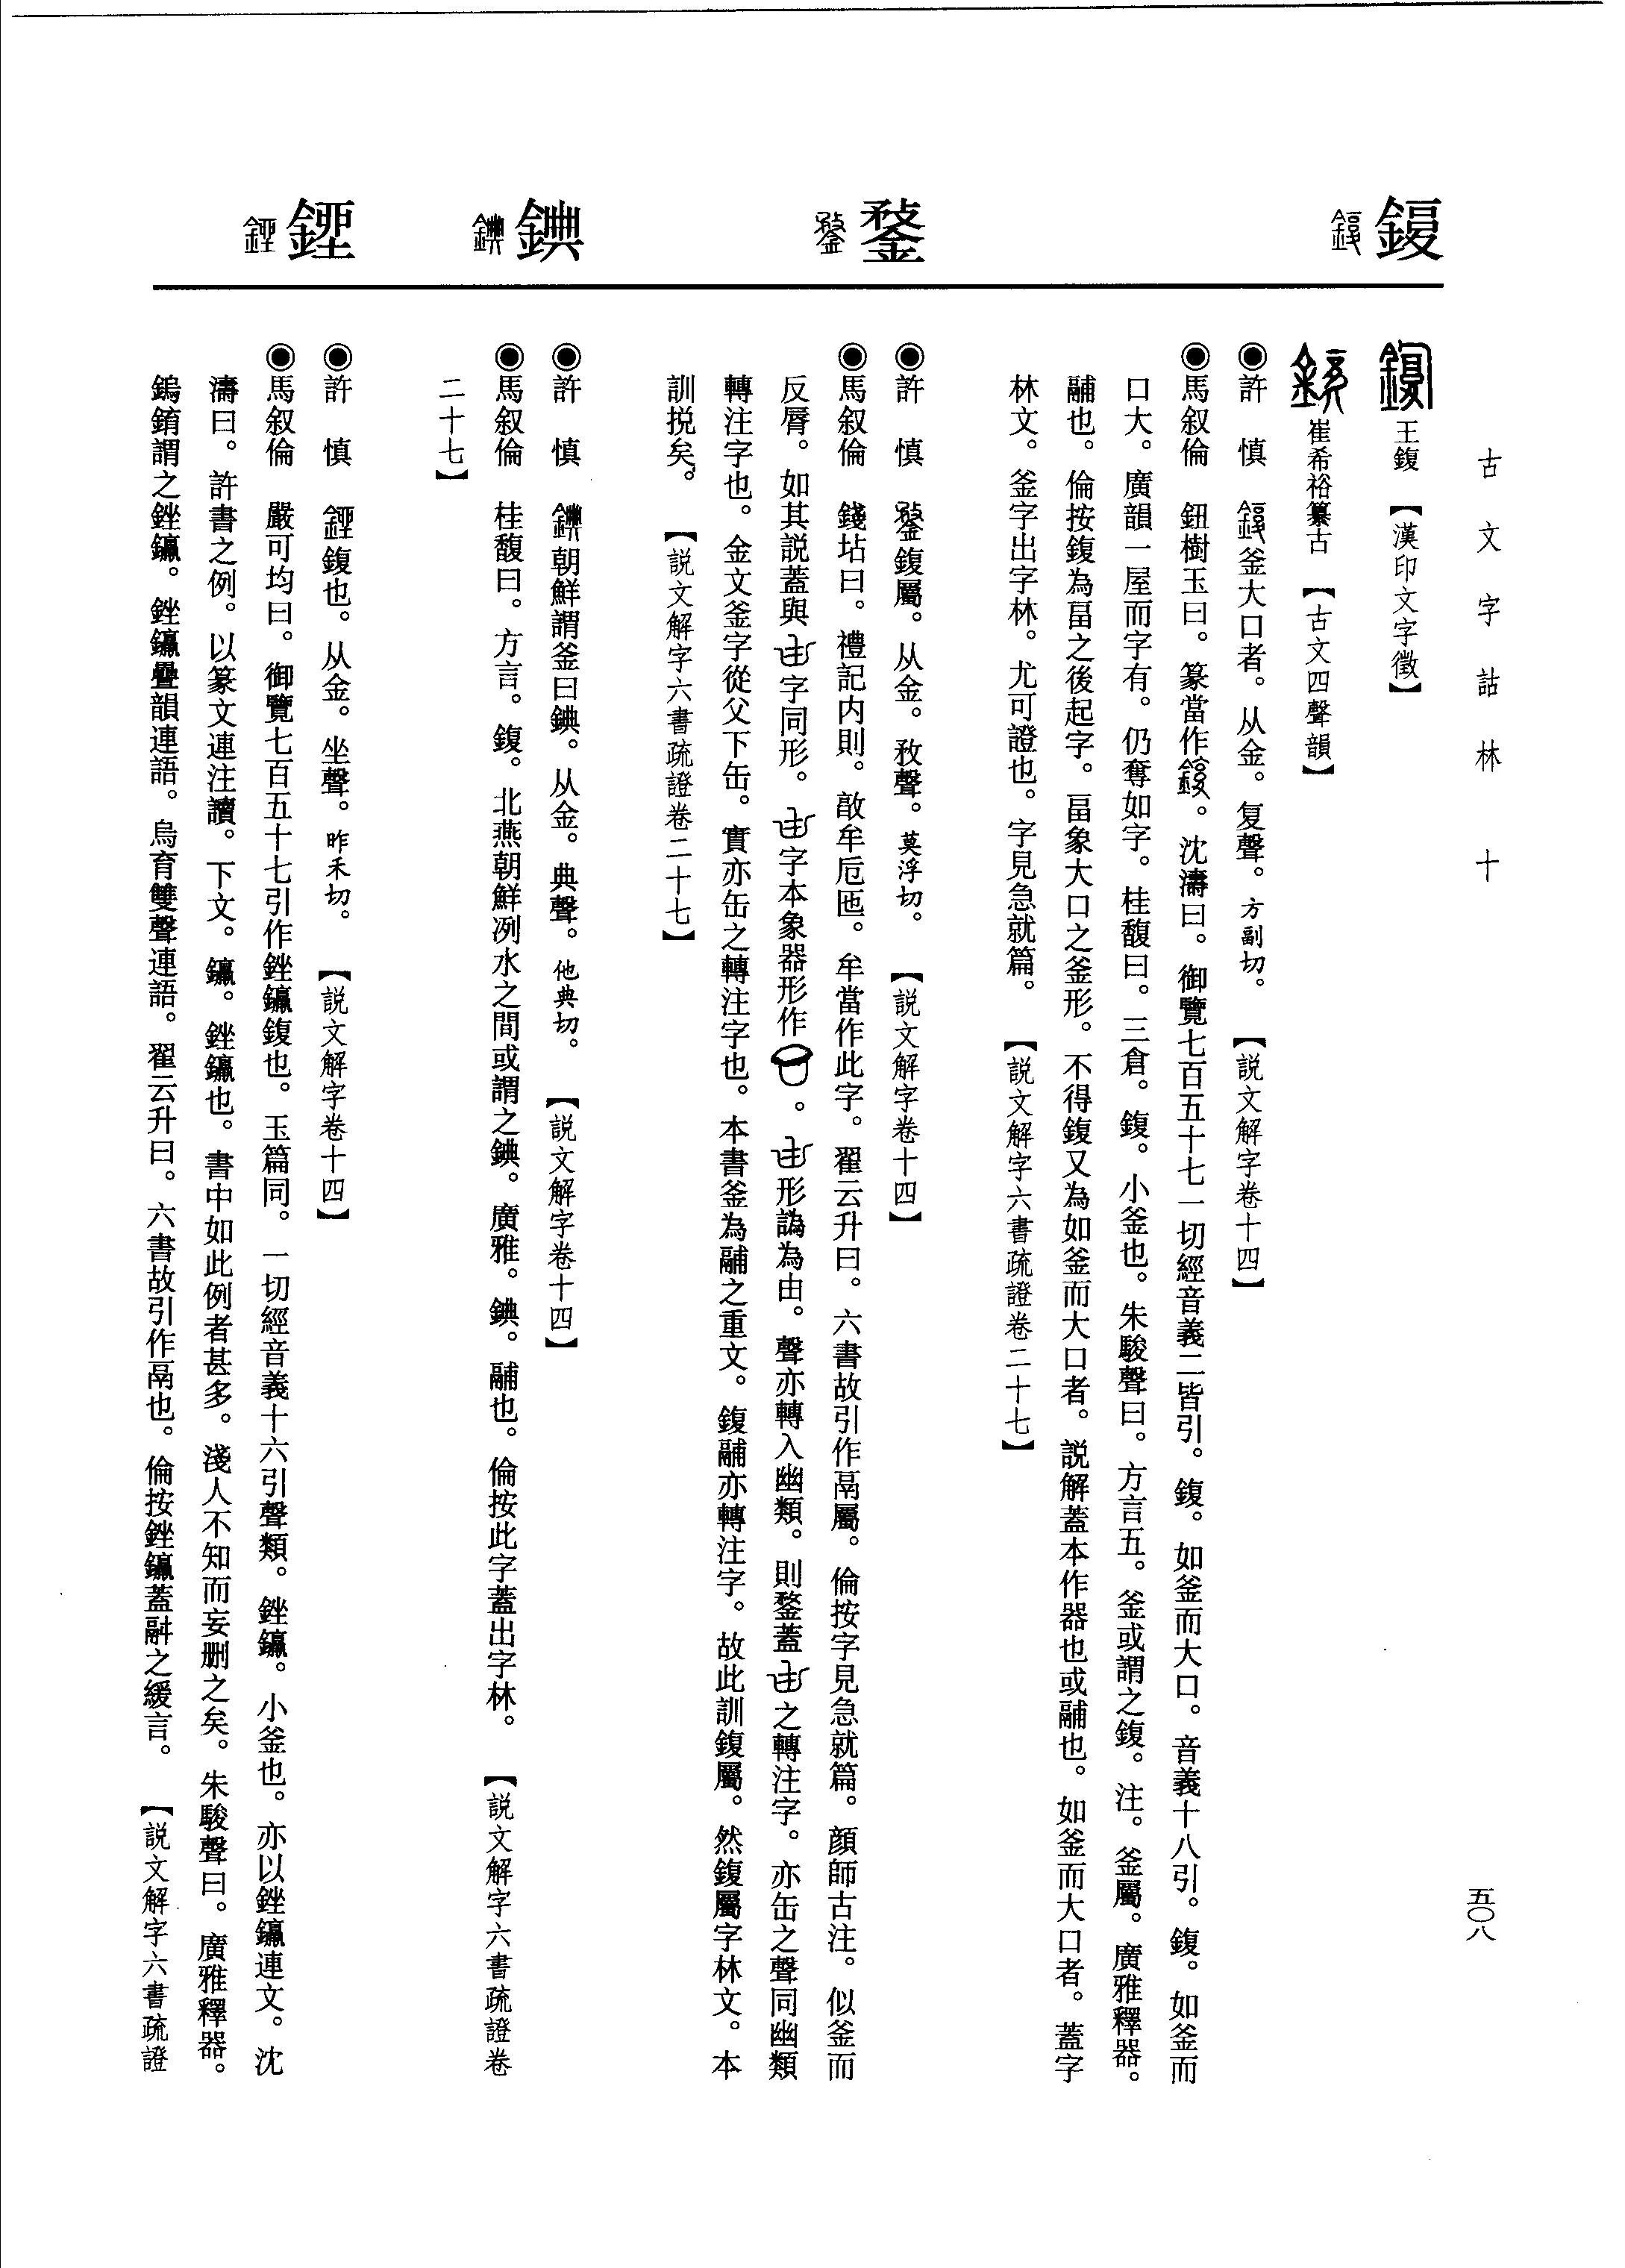 古文字詁林 十
五〇八
鍑
王鍑 【漢印文字徵】
崔希裕纂古 【古文四聲韻】
◉許 慎 釜大口者。从金。复聲。方副切。 【説文解字卷十四】
◉馬叙倫 鈕樹玉曰。篆當作。沈濤曰。御覽七百五十七一切經音義二皆引。鍑。如釜而大口。音義十八引。鍑。如釜而
口大。廣韻一屋而字有。仍奪如字。桂馥曰。三倉。鍑。小釜也。朱駿聲曰。方言五。釜或謂之鍑。注。釜屬。廣雅釋器。
鬴也。倫按鍑為畐之後起字。畐象大口之釜形。不得鍑又為如釜而大口者。説解蓋本作器也或鬴也。如釜而大口者。蓋字
林文。釜字出字林。尤可證也。字見急就篇。 【説文解字六書疏證卷二十七】
鍪
◉許 慎 鍑屬。从金。敄聲。莫浮切。 【説文解字卷十四】
◉馬叙倫 錢坫曰。禮記内則。敦牟卮匜。牟當作此字。翟云升曰。六書故引作鬲屬。倫按字見急就篇。顔師古注。似釜而
反脣。如其説蓋與字同形。字本象器形作。形譌為由。聲亦轉入幽類。則鍪蓋之轉注字。亦缶之聲同幽類
轉注字也。金文釜字從父下缶。實亦缶之轉注字也。本書釜為鬴之重文。鍑鬴亦轉注字。故此訓鍑屬。然鍑屬字林文。本
訓挩矣。 【説文解字六書疏證卷二十七】
錪
◉許 慎 朝鮮謂釜曰錪。从金。典聲。他典切。 【説文解字卷十四】
◉馬叙倫 桂馥曰。方言。鍑。北燕朝鮮洌水之間或謂之錪。廣雅。錪。鬴也。倫按此字蓋出字林。 【説文解字六書疏證卷
二十七】
銼
◉許 慎 鍑也。从金。坐聲。昨禾切。 【説文解字卷十四】
◉馬叙倫 嚴可均曰。御覽七百五十七引作銼鑹鍑也。玉篇同。一切經音義十六引聲類。銼鑹。小釜也。亦以銼鑹連文。沈
濤曰。許書之例。以篆文連注讀。下文。鑹。銼鑹也。書中如此例者甚多。淺人不知而妄删之矣。朱駿聲曰。廣雅釋器。
鎢錥謂之銼鑹。銼鑹疊韻連語。烏育雙聲連語。翟云升曰。六書故引作鬲也。倫按銼鑹蓋之緩言。 【説文解字六書疏證